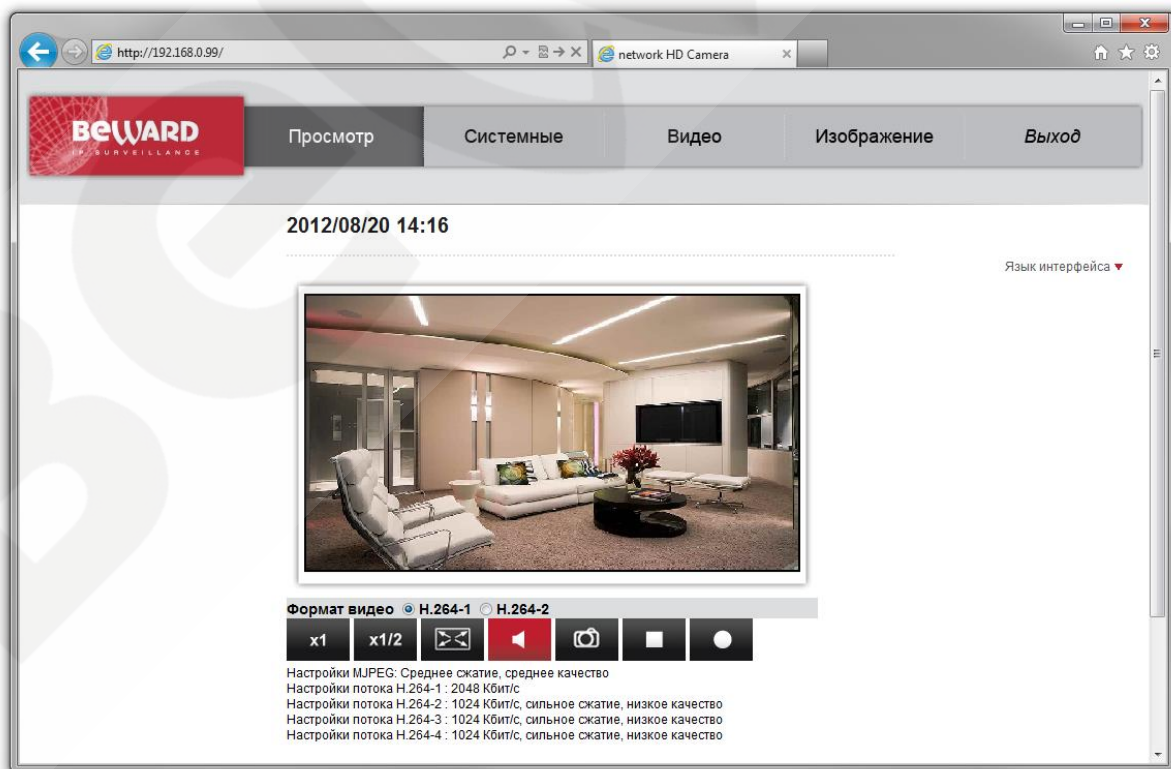 http://192.168.0.99/
network HD Camera
BEWARD
IP SURVEILLANCE
Просмотр
Системные
Видео
Изображение
Выход
2012/08/20 14:16
Язык интерфейса
Формат видео H.264-1 H.264-2
x1 x1/2
Настройки MJPEG: Среднее сжатие, среднее качество
Настройки потока H.264-1 : 2048 Кбит/с
Настройки потока H.264-2 : 1024 Кбит/с, сильное сжатие, низкое качество
Настройки потока H.264-3 : 1024 Кбит/с, сильное сжатие, низкое качество
Настройки потока H.264-4 : 1024 Кбит/с, сильное сжатие, низкое качество